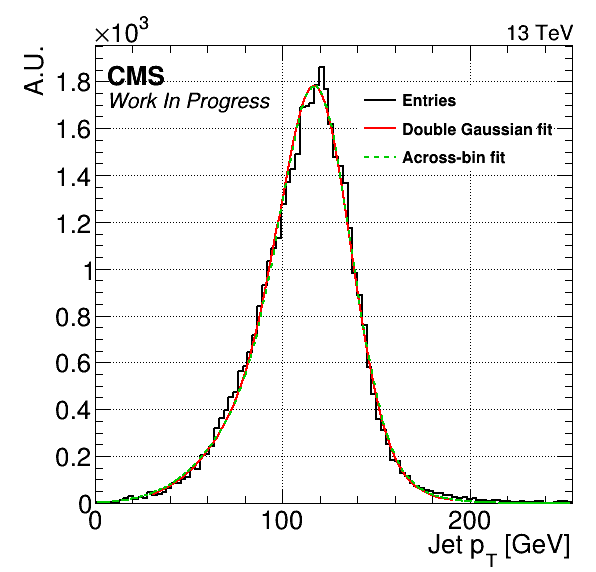 ×10³
13 TeV
A.U.
CMS
Work In Progress
Entries
Double Gaussian fit
Across-bin fit
1.8
1.6
1.4
1.2
1
0.8
0.6
0.4
0.2
0
0 100 200
Jet p_T [GeV]